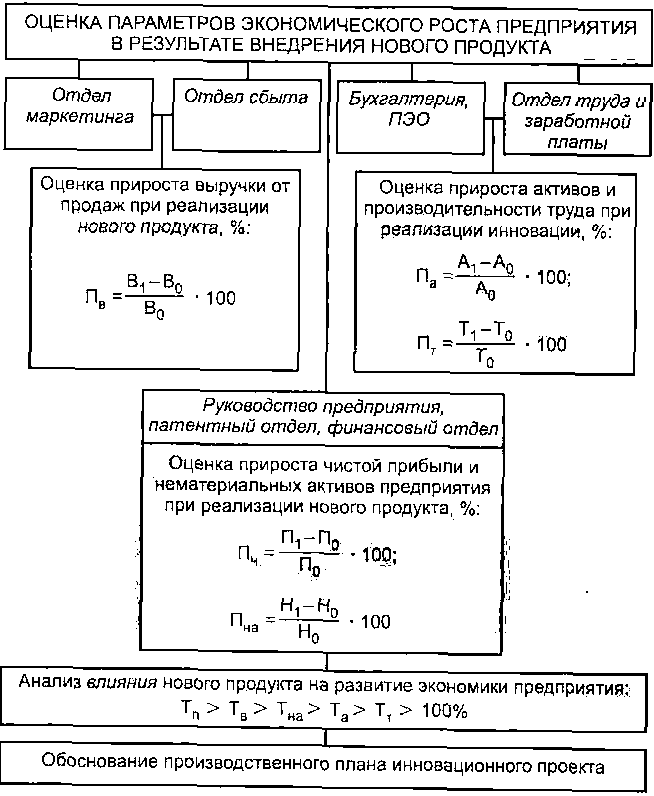 ОЦЕНКА ПАРАМЕТРОВ ЭКОНОМИЧЕСКОГО РОСТА ПРЕДПРИЯТИЯ
В РЕЗУЛЬТАТЕ ВНЕДРЕНИЯ НОВОГО ПРОДУКТА
Отдел
маркетинга
Отдел сбыта
Бухгалтерия,
ПЭО
Отдел труда и
заработной
платы
Оценка прироста выручки от
продаж при реализации
нового продукта, %:
Пв = (В1–В0)/В0 · 100
Оценка прироста активов и
производительности труда при
реализации инновации, %:
Па = (А1–А0)/А0 · 100;
Пт = (Т1–Т0)/Т0 · 100
Руководство предприятия,
патентный отдел, финансовый отдел
Оценка прироста чистой прибыли и
нематериальных активов предприятия
при реализации нового продукта, %:
Пч = (П1–П0)/П0 · 100;
Пна = (Н1–Н0)/Н0 · 100
Анализ влияния нового продукта на развитие экономики предприятия:
Тп > Тв > Тна > Та > Тт > 100%
Обоснование производственного плана инновационного проекта